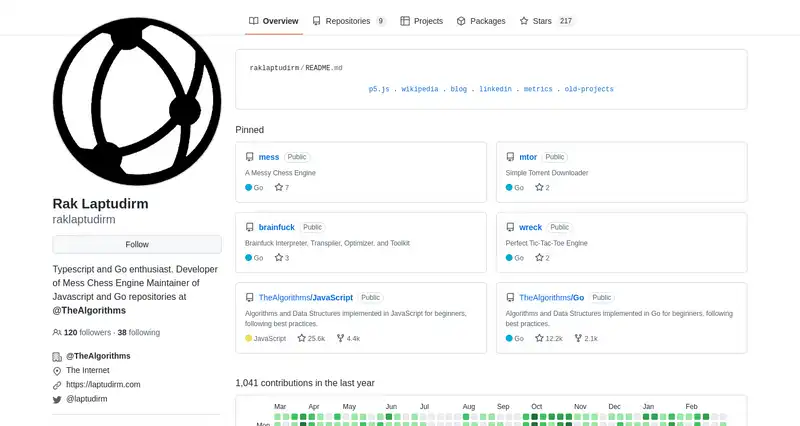 Overview Repositories 9 Projects Packages Stars 217
raklaptudirm / README.md
p5.js . wikipedia . blog . linkedin . metrics . old-projects
Pinned
mess Public
A Messy Chess Engine
Go 7
mtor Public
Simple Torrent Downloader
Go 2
brainfuck Public
Brainfuck Interpreter, Transpiler, Optimizer, and Toolkit
Go 3
wreck Public
Perfect Tic-Tac-Toe Engine
Go 2
TheAlgorithms/JavaScript Public
Algorithms and Data Structures implemented in JavaScript for beginners,
following best practices.
JavaScript 25.6k 4.4k
TheAlgorithms/Go Public
Algorithms and Data Structures implemented in Go for beginners, following
best practices.
Go 12.2k 2.1k
Rak Laptudirm
raklaptudirm
Follow
Typescript and Go enthusiast. Developer
of Mess Chess Engine Maintainer of
Javascript and Go repositories at
@TheAlgorithms
120 followers · 38 following
@TheAlgorithms
The Internet
https://laptudirm.com
@laptudirm
1,041 contributions in the last year
Mar Apr May Jun Jul Aug Sep Oct Nov Dec Jan Feb
Mon